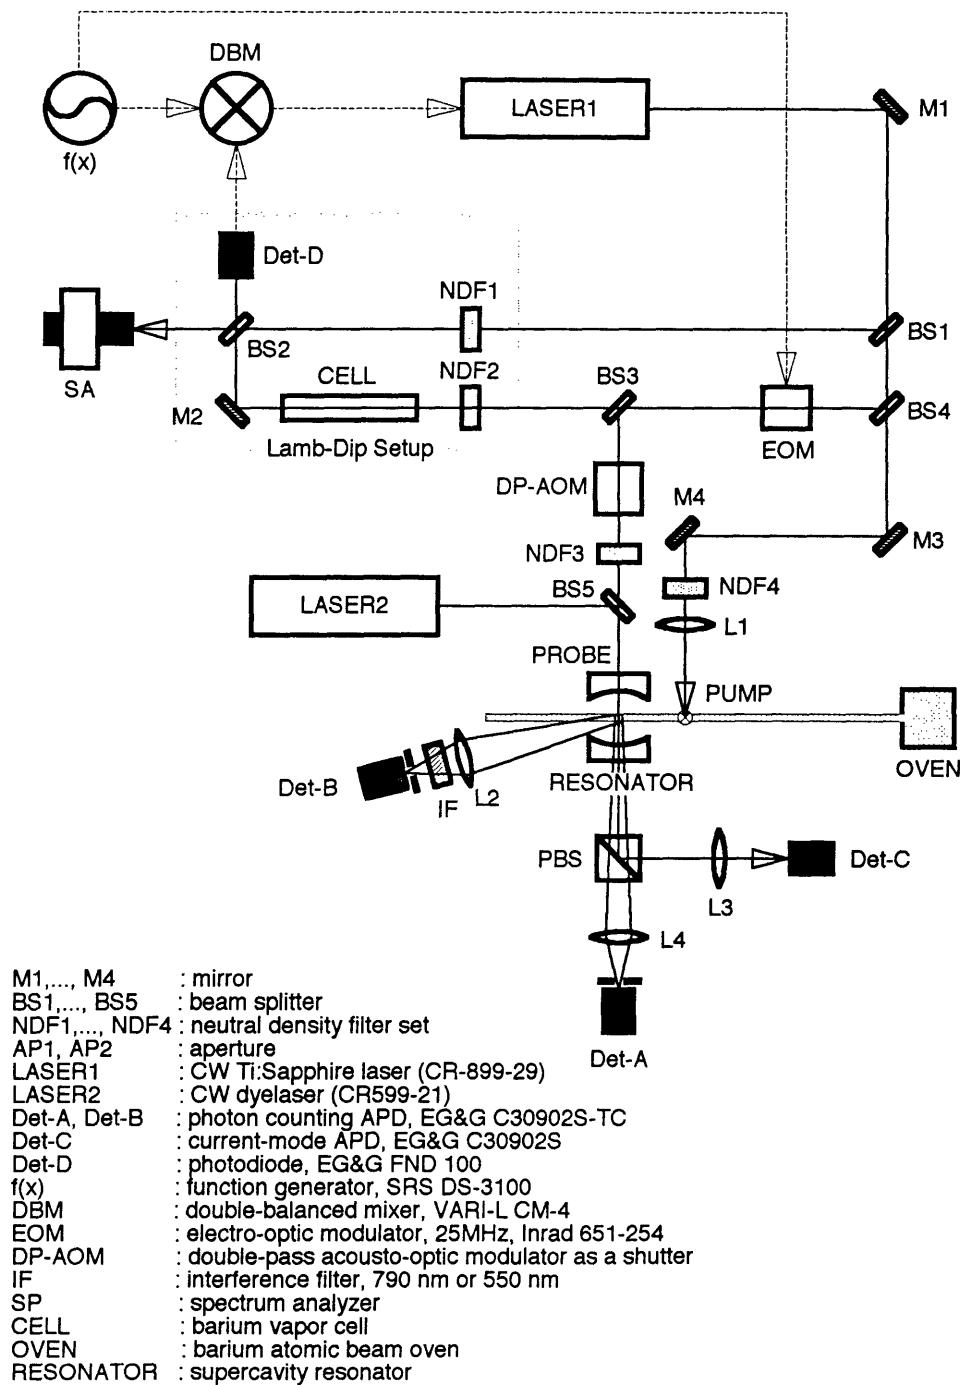 DBM
LASER1
M1
f(x)
Det-D
NDF1
BS1
BS2
SA
CELL
NDF2
BS3
M2
BS4
EOM
Lamb-Dip Setup
DP-AOM
M4
M3
NDF3
NDF4
BS5
LASER2
L1
PROBE
PUMP
OVEN
Det-B
IF
L2
RESONATOR
PBS
Det-C
L3
L4
Det-A
M1,..., M4 : mirror
BS1,..., BS5 : beam splitter
NDF1,..., NDF4 : neutral density filter set
AP1, AP2 : aperture
LASER1 : CW Ti:Sapphire laser (CR-899-29)
LASER2 : CW dyelaser (CR599-21)
Det-A, Det-B : photon counting APD, EG&G C30902S-TC
Det-C : current-mode APD, EG&G C30902S
Det-D : photodiode, EG&G FND 100
f(x) : function generator, SRS DS-3100
DBM : double-balanced mixer, VARI-L CM-4
EOM : electro-optic modulator, 25MHz, Inrad 651-254
DP-AOM : double-pass acousto-optic modulator as a shutter
IF : interference filter, 790 nm or 550 nm
SP : spectrum analyzer
CELL : barium vapor cell
OVEN : barium atomic beam oven
RESONATOR : supercavity resonator